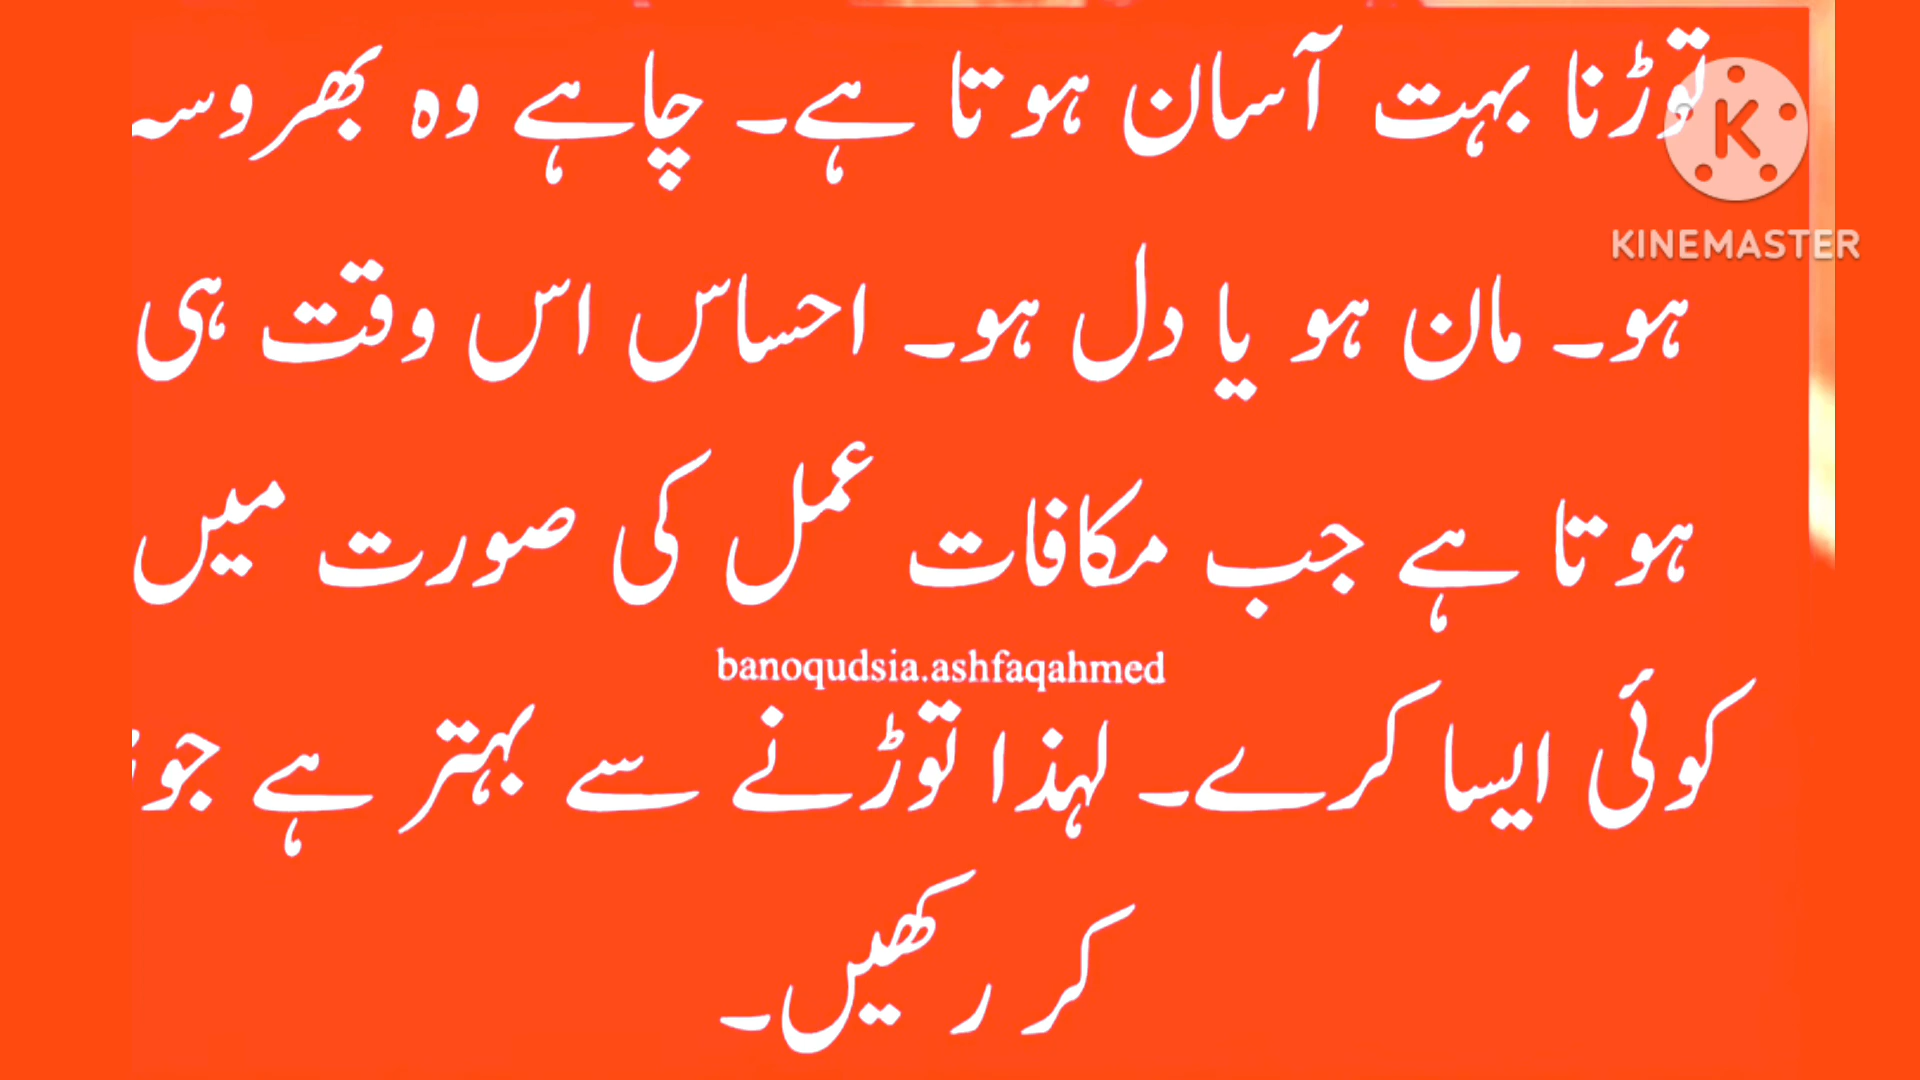 توڑنا بہت آسان ہوتا ہے۔ چاہے وہ بھروسہ
KINEMASTER
ہو۔ مان ہو یا دل ہو۔ احساس اس وقت ہی
ہوتا ہے جب مکافات عمل کی صورت میں
banoqudsia.ashfaqahmed
کوئی ایسا کرے۔ لہذا توڑنے سے بہتر ہے
کر رکھیں۔